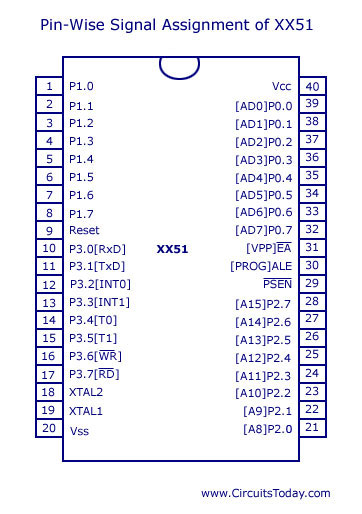 Pin-Wise Signal Assignment of XX51
1 P1.0 Vcc 40
2 P1.1 [AD0]P0.0 39
3 P1.2 [AD1]P0.1 38
4 P1.3 [AD2]P0.2 37
5 P1.4 [AD3]P0.3 36
6 P1.5 [AD4]P0.4 35
7 P1.6 [AD5]P0.5 34
8 P1.7 [AD6]P0.6 33
9 Reset [AD7]P0.7 32
10 P3.0[RxD] XX51 [VPP]E̅A̅ 31
11 P3.1[TxD] [PROG]ALE 30
12 P3.2[INT0] P̅S̅E̅N̅ 29
13 P3.3[INT1] [A15]P2.7 28
14 P3.4[T0] [A14]P2.6 27
15 P3.5[T1] [A13]P2.5 26
16 P3.6[W̅R̅] [A12]P2.4 25
17 P3.7[R̅D̅] [A11]P2.3 24
18 XTAL2 [A10]P2.2 23
19 XTAL1 [A9]P2.1 22
20 Vss [A8]P2.0 21
www.CircuitsToday.com